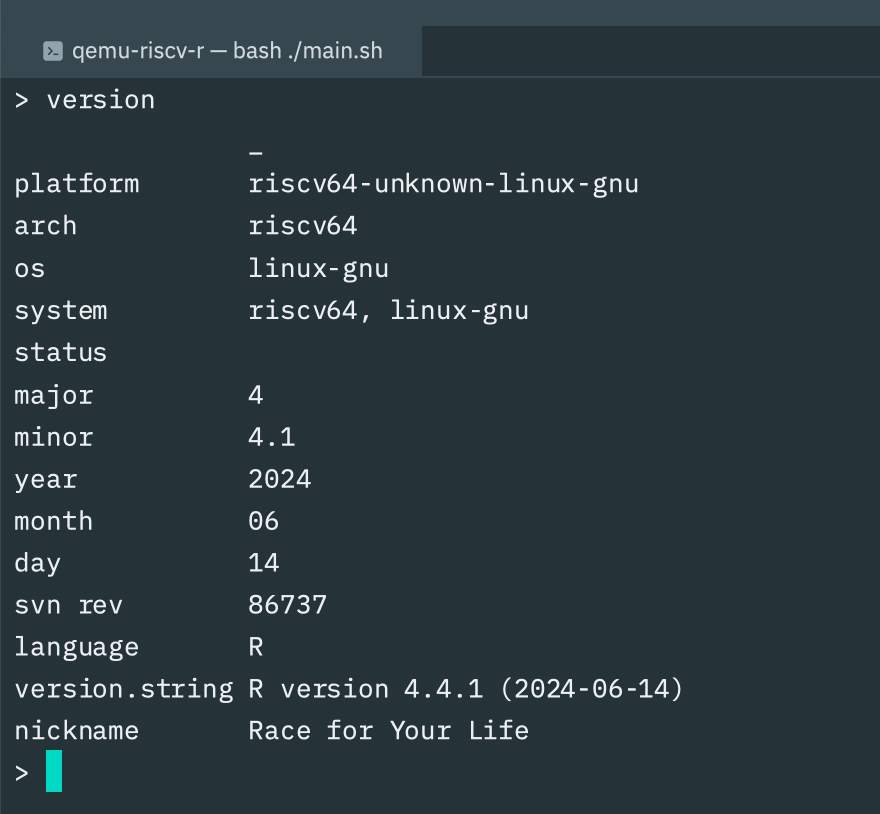 qemu-riscv-r — bash ./main.sh
> version
_
platform       riscv64-unknown-linux-gnu
arch           riscv64
os             linux-gnu
system         riscv64, linux-gnu
status
major          4
minor          4.1
year           2024
month          06
day            14
svn rev        86737
language       R
version.string R version 4.4.1 (2024-06-14)
nickname       Race for Your Life
>